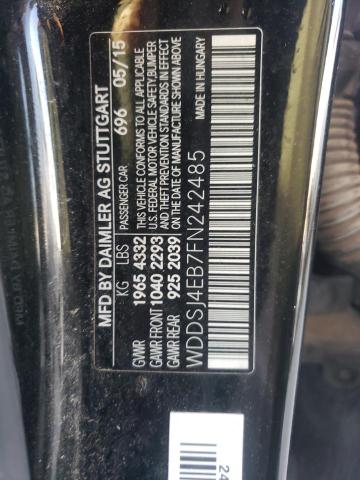 MFD BY DAIMLER AG STUTTGART
PASSENGER CAR 696 05/15
KG LBS
GVWR 1965 4332
GAWR FRONT 1040 2293
GAWR REAR 925 2039
THIS VEHICLE CONFORMS TO ALL APPLICABLE
U.S. FEDERAL MOTOR VEHICLE SAFETY, BUMPER
AND THEFT PREVENTION STANDARDS IN EFFECT
ON THE DATE OF MANUFACTURE SHOWN ABOVE
MADE IN HUNGARY
WDDSJ4EB7FN242485
24